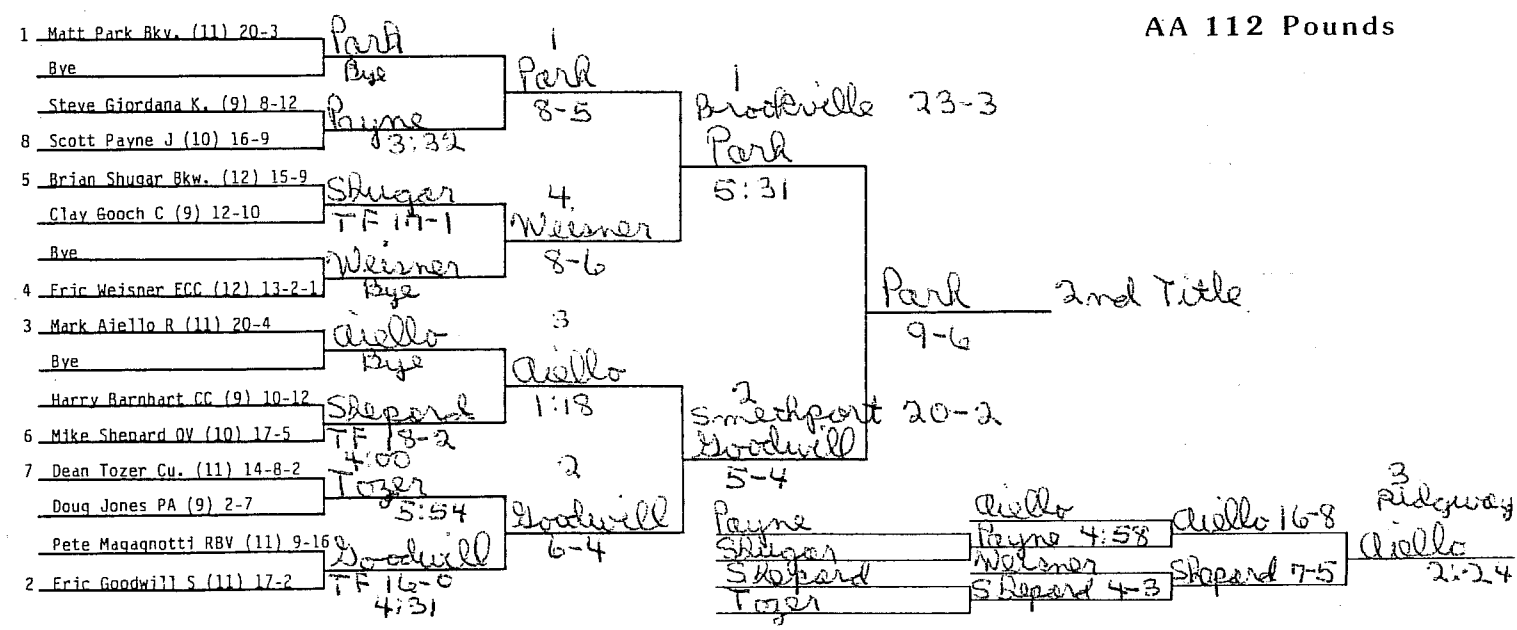 AA 112 Pounds
1 Matt Park Bkv. (11) 20-3
Bye
Steve Giordana K. (9) 8-12
8 Scott Payne J (10) 16-9
5 Brian Shugar Bkw. (12) 15-9
Clay Gooch C (9) 12-10
Bye
4 Eric Weisner ECC (12) 13-2-1
3 Mark Aiello R (11) 20-4
Bye
Harry Barnhart CC (9) 10-12
6 Mike Shepard OV (10) 17-5
7 Dean Tozer Cu. (11) 14-8-2
Doug Jones PA (9) 2-7
Pete Magagnotti RBV (11) 9-16
2 Eric Goodwill S (11) 17-2
Park
Bye
Payne
3:32
Shugar
TF 17-1
Weisner
Bye
Aiello
Bye
Shepard
TF 18-2
4:00
Tozer
5:54
Goodwill
TF 16-0
4:31
1
Park
8-5
4
Weisner
8-6
3
Aiello
1:18
2
Goodwill
6-4
1
Brockville 23-3
Park
5:31
2
Smethport 20-2
Goodwill
5-4
Park 2nd Title
9-6
Payne
Shugar
Shepard
Tozer
Aiello
Payne 4:58
Weisner
Shepard 4-3
Aiello 16-8
Shepard 7-5
3
Ridgway
Aiello
2:24